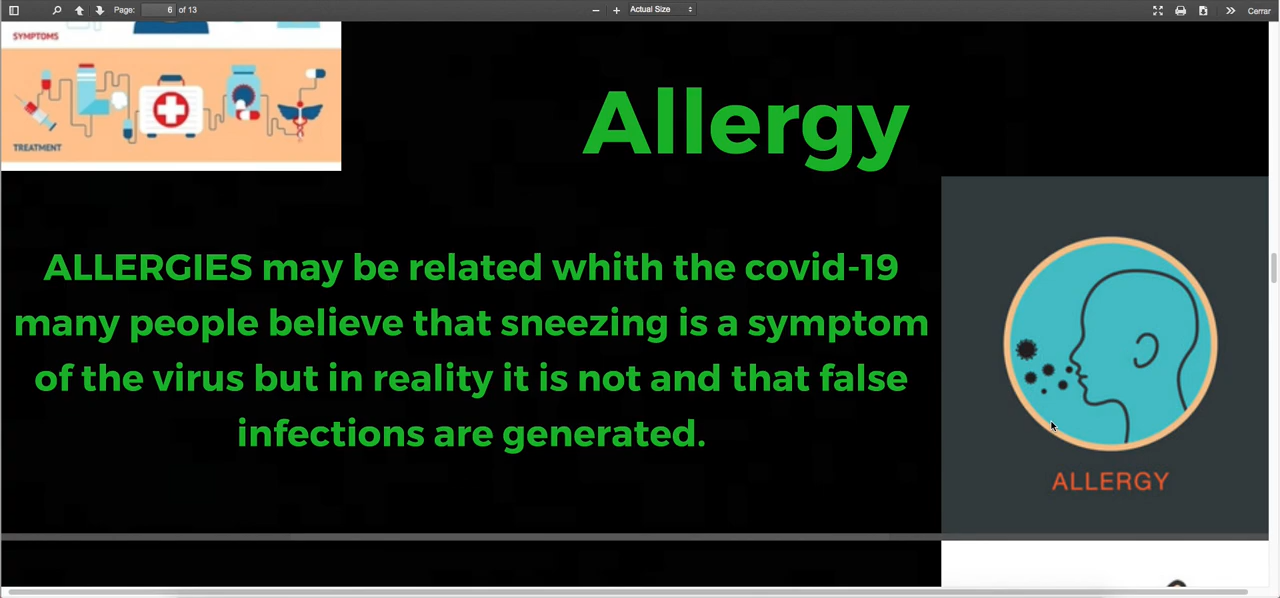 Page: 6 of 13
Actual Size
Cerrar
SYMPTOMS
TREATMENT
Allergy
ALLERGIES may be related whith the covid-19
many people believe that sneezing is a symptom
of the virus but in reality it is not and that false
infections are generated.
ALLERGY